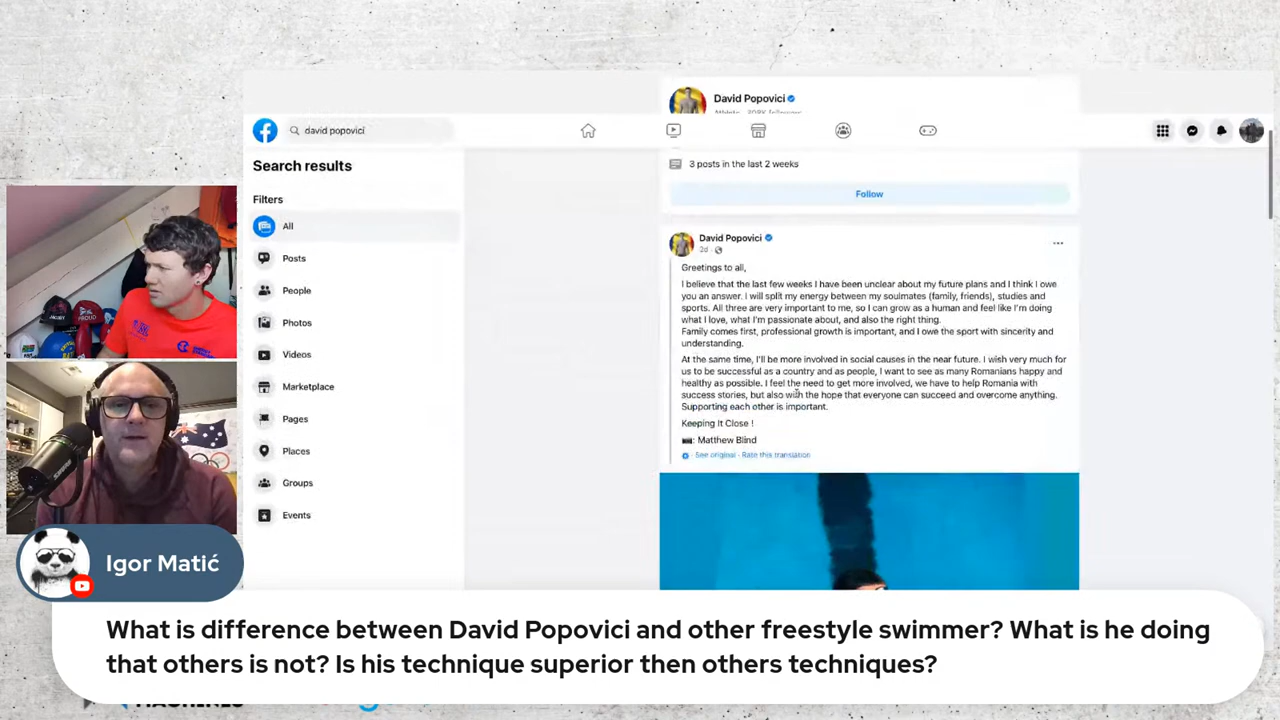 David Popovici
david popovici
Search results
3 posts in the last 2 weeks
Filters
Follow
All
Posts
People
Photos
Videos
Marketplace
Pages
Places
Groups
Events
David Popovici
2d
Greetings to all,
I believe that the last few weeks I have been unclear about my future plans and I think I owe
you an answer. I will split my energy between my soulmates (family, friends), studies and
sports. All three are very important to me, so I can grow as a human and feel like I'm doing
what I love, what I'm passionate about, and also the right thing.
Family comes first, professional growth is important, and I owe the sport with sincerity and
understanding.
At the same time, I'll be more involved in social causes in the near future. I wish very much for
us to be successful as a country and as people, I want to see as many Romanians happy and
healthy as possible. I feel the need to get more involved, we have to help Romania with
success stories, but also with the hope that everyone can succeed and overcome anything.
Supporting each other is important.
Keeping It Close !
: Matthew Blind
See original · Rate this translation
PROUD
Igor Matić
What is difference between David Popovici and other freestyle swimmer? What is he doing
that others is not? Is his technique superior then others techniques?